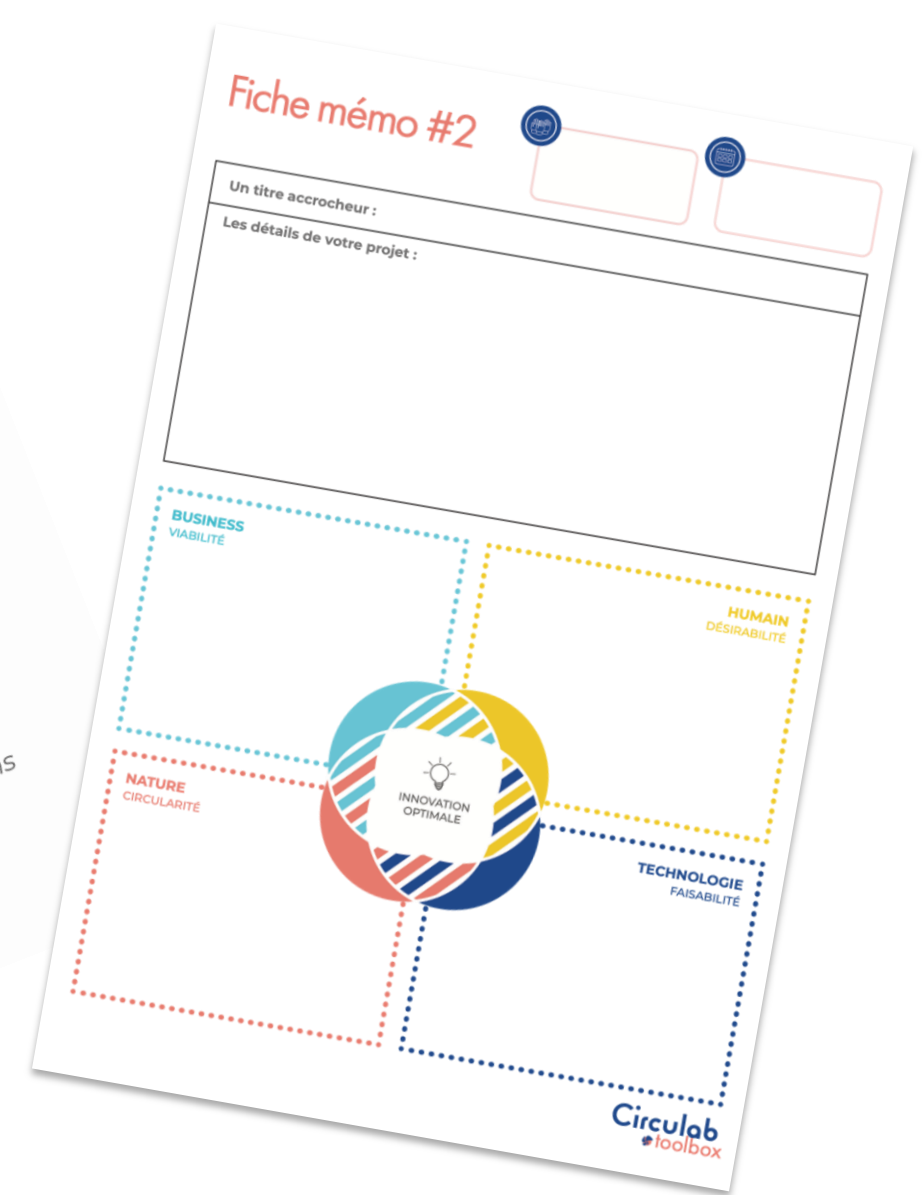 Fiche mémo #2
Un titre accrocheur :
Les détails de votre projet :
BUSINESS
VIABILITÉ
HUMAIN
DÉSIRABILITÉ
INNOVATION
OPTIMALE
NATURE
CIRCULARITÉ
TECHNOLOGIE
FAISABILITÉ
Circulab
toolbox